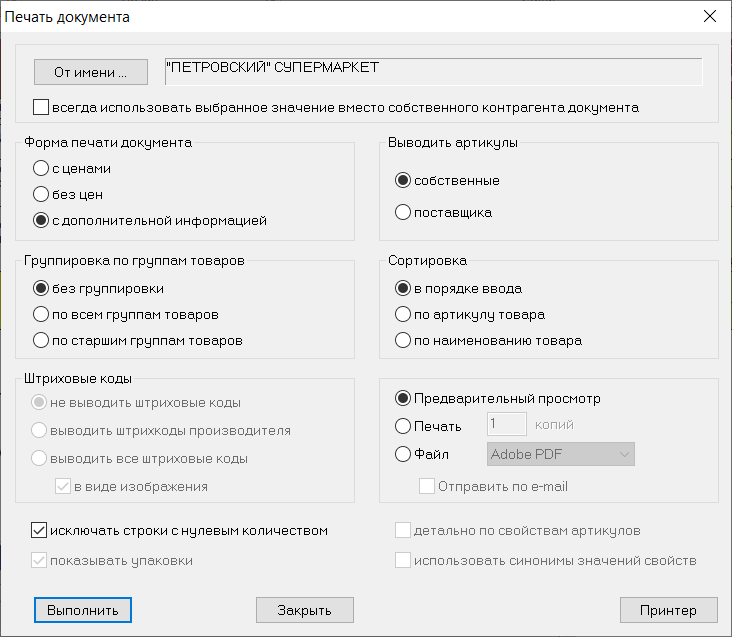 Печать документа
От имени ...
"ПЕТРОВСКИЙ" СУПЕРМАРКЕТ
всегда использовать выбранное значение вместо собственного контрагента документа
Форма печати документа
с ценами
без цен
с дополнительной информацией
Выводить артикулы
собственные
поставщика
Группировка по группам товаров
без группировки
по всем группам товаров
по старшим группам товаров
Сортировка
в порядке ввода
по артикулу товара
по наименованию товара
Штриховые коды
не выводить штриховые коды
выводить штрихкоды производителя
выводить все штриховые коды
в виде изображения
Предварительный просмотр
Печать 1 копий
Файл Adobe PDF
Отправить по e-mail
исключать строки с нулевым количеством
показывать упаковки
детально по свойствам артикулов
использовать синонимы значений свойств
Выполнить
Закрыть
Принтер